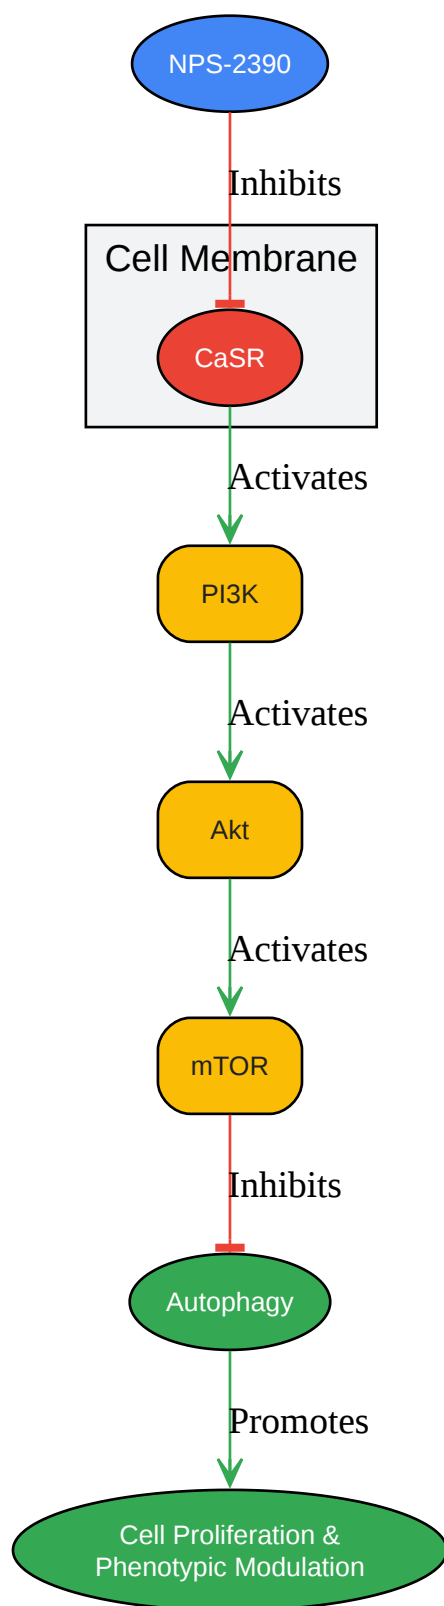 NPS-2390
Inhibits
Cell Membrane
CaSR
Activates
PI3K
Activates
Akt
Activates
mTOR
Inhibits
Autophagy
Promotes
Cell Proliferation &
Phenotypic Modulation